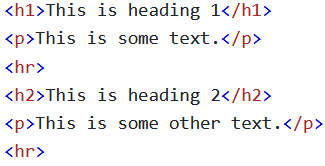 <h1>This is heading 1</h1>
<p>This is some text.</p>
<hr>
<h2>This is heading 2</h2>
<p>This is some other text.</p>
<hr>